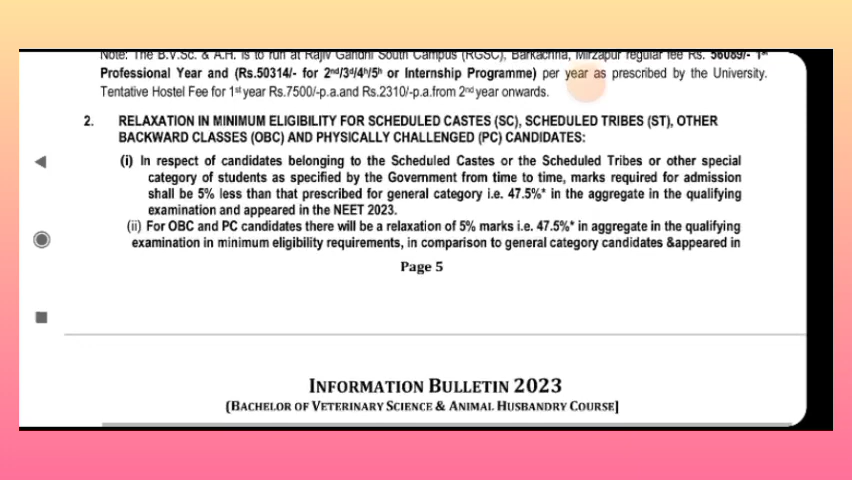 Note: The B.V.Sc. & A.H. is to run at Rajiv Gandhi South Campus (RGSC), Barkachha, Mirzapur regular fee Rs. 56089/- 1st
Professional Year and (Rs.50314/- for 2nd/3rd/4th/5th or Internship Programme) per year as prescribed by the University.
Tentative Hostel Fee for 1st year Rs.7500/-p.a.and Rs.2310/-p.a.from 2nd year onwards.
2. RELAXATION IN MINIMUM ELIGIBILITY FOR SCHEDULED CASTES (SC), SCHEDULED TRIBES (ST), OTHER
BACKWARD CLASSES (OBC) AND PHYSICALLY CHALLENGED (PC) CANDIDATES:
(i) In respect of candidates belonging to the Scheduled Castes or the Scheduled Tribes or other special
category of students as specified by the Government from time to time, marks required for admission
shall be 5% less than that prescribed for general category i.e. 47.5%* in the aggregate in the qualifying
examination and appeared in the NEET 2023.
(ii) For OBC and PC candidates there will be a relaxation of 5% marks i.e. 47.5%* in aggregate in the qualifying
examination in minimum eligibility requirements, in comparison to general category candidates &appeared in
Page 5
INFORMATION BULLETIN 2023
[BACHELOR OF VETERINARY SCIENCE & ANIMAL HUSBANDRY COURSE]